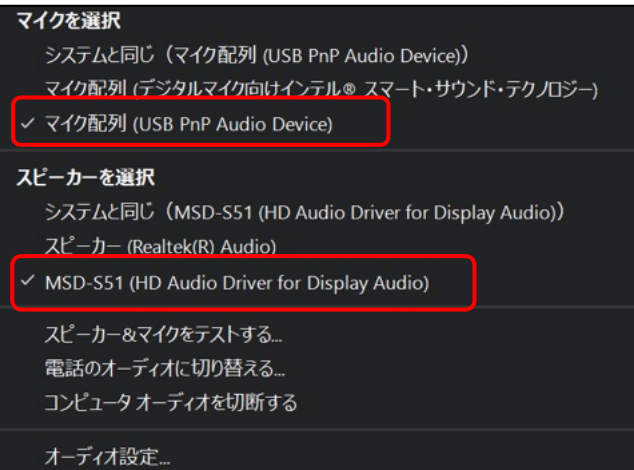 マイクを選択
システムと同じ（マイク配列 (USB PnP Audio Device)）
マイク配列 (デジタルマイク向けインテル® スマート・サウンド・テクノロジー)
✓ マイク配列 (USB PnP Audio Device)
スピーカーを選択
システムと同じ（MSD-S51 (HD Audio Driver for Display Audio)）
スピーカー (Realtek(R) Audio)
✓ MSD-S51 (HD Audio Driver for Display Audio)
スピーカー&マイクをテストする...
電話のオーディオに切り替える...
コンピュータ オーディオを切断する
オーディオ設定...